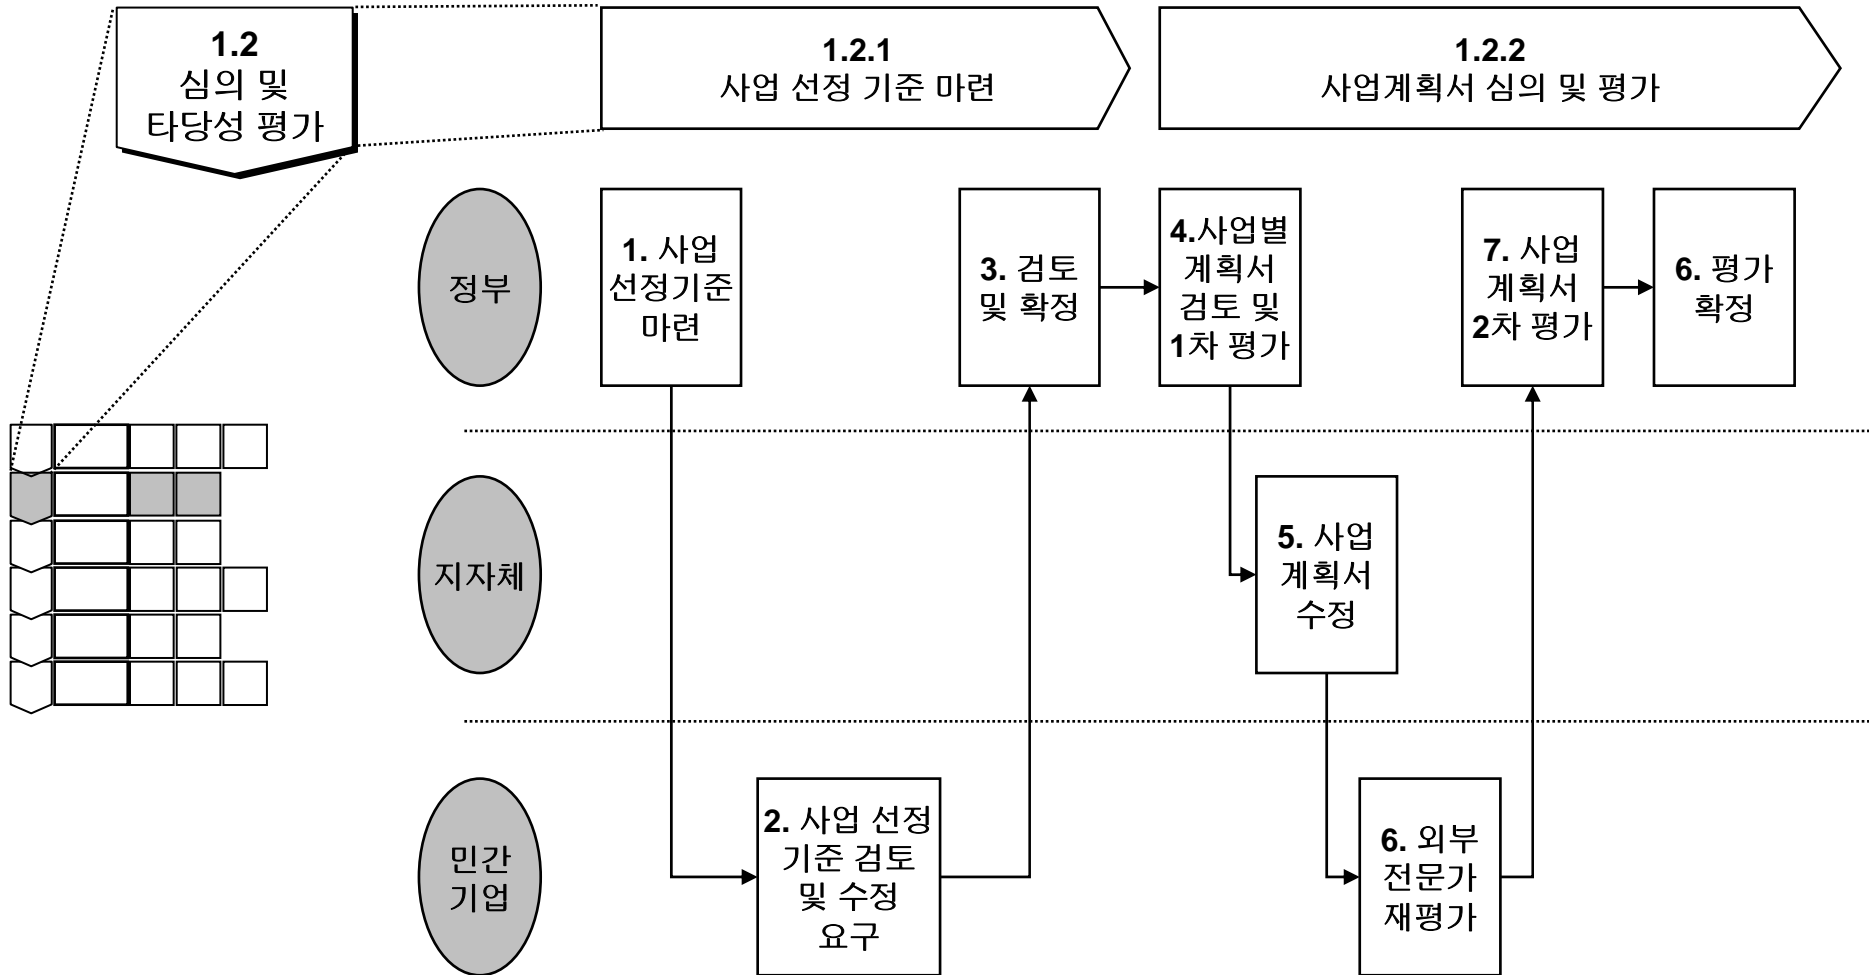 1.2
심의 및
타당성 평가
1.2.1
사업 선정 기준 마련
1.2.2
사업계획서 심의 및 평가
정부
1. 사업
선정기준
마련
3. 검토
및 확정
4.사업별
계획서
검토 및
1차 평가
7. 사업
계획서
2차 평가
6. 평가
확정
지자체
5. 사업
계획서
수정
민간
기업
2. 사업 선정
기준 검토
및 수정
요구
6. 외부
전문가
재평가